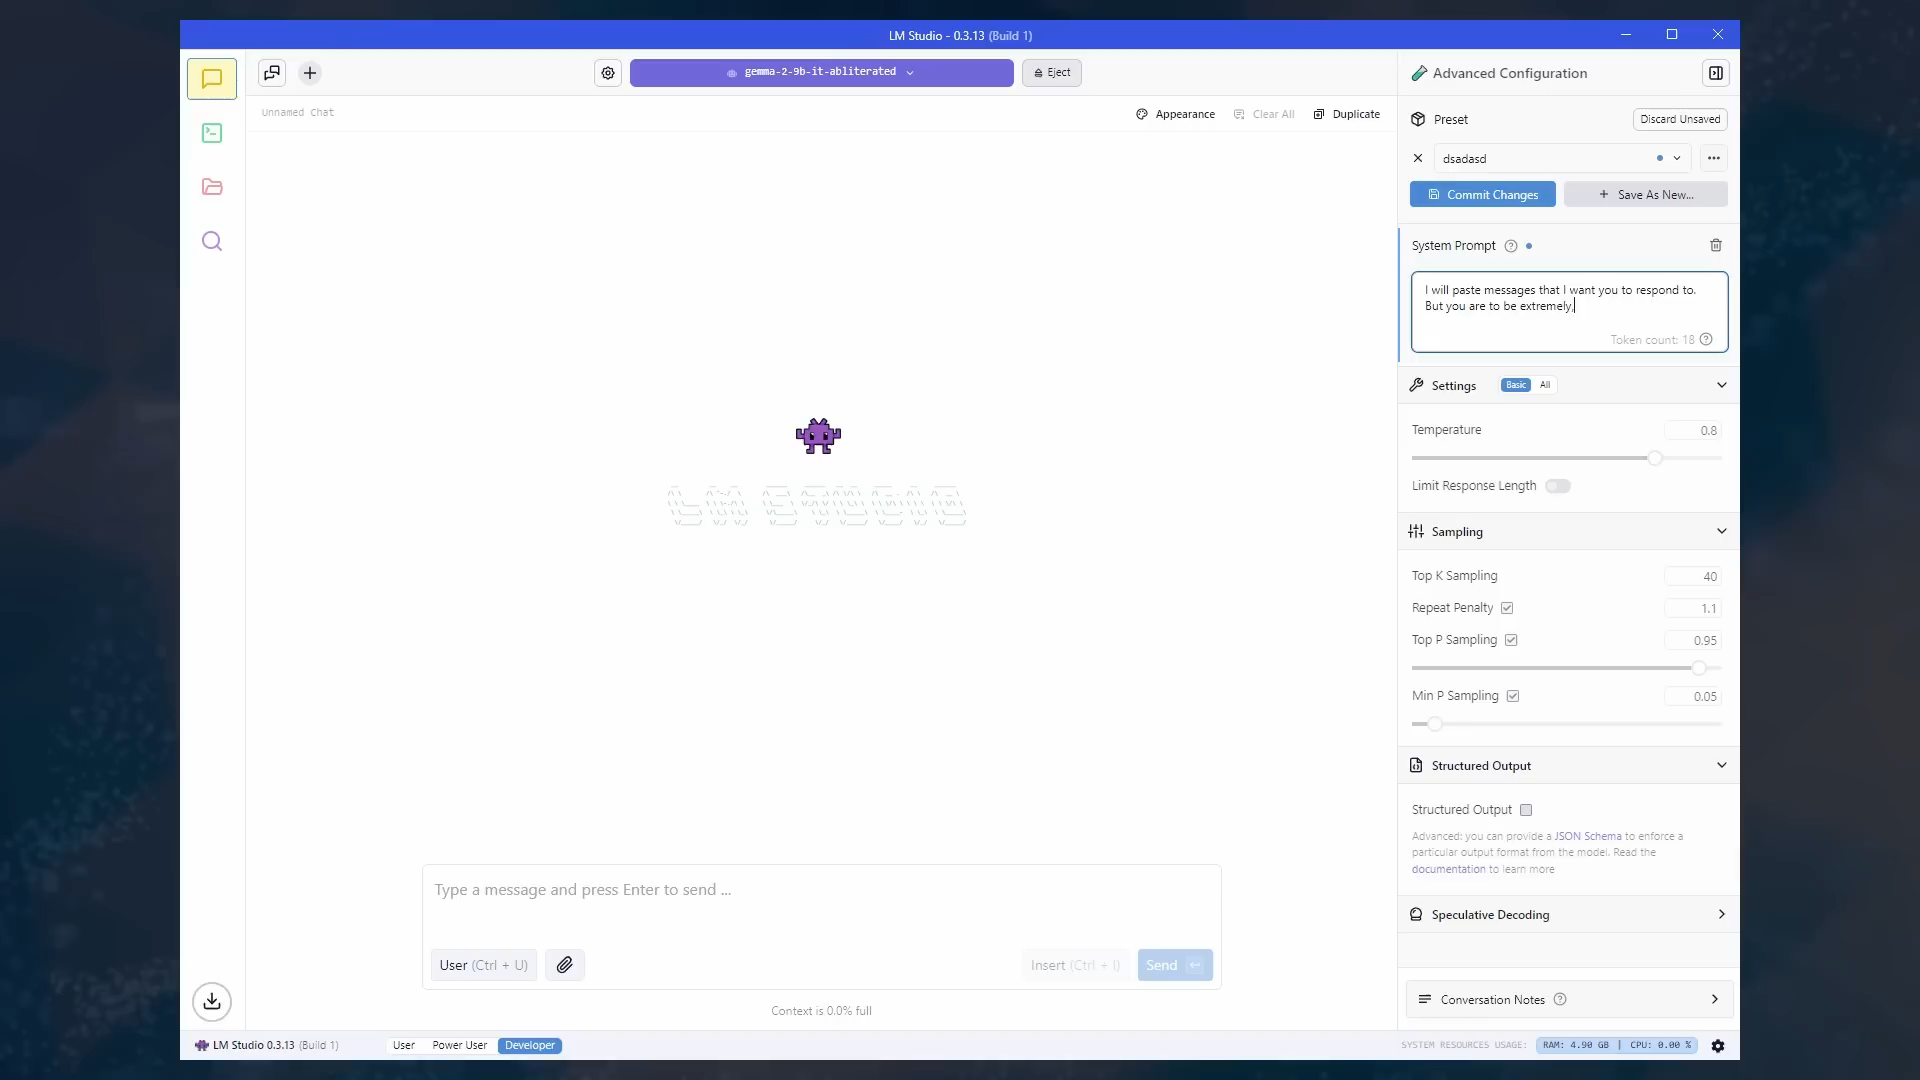 LM Studio - 0.3.13 (Build 1)
gemma-2-9b-it-abliterated
Eject
Advanced Configuration
Unnamed Chat
Appearance
Clear All
Duplicate
Preset
Discard Unsaved
dsadasd
Commit Changes
+ Save As New...
System Prompt
I will paste messages that I want you to respond to.
But you are to be extremely,
Token count: 18
Settings
Basic
All
Temperature
0.8
Limit Response Length
Sampling
Top K Sampling
40
Repeat Penalty
1.1
Top P Sampling
0.95
Min P Sampling
0.05
Structured Output
Structured Output
Advanced: you can provide a JSON Schema to enforce a
particular output format from the model. Read the
documentation to learn more
Speculative Decoding
LM STUDIO
Type a message and press Enter to send ...
User (Ctrl + U)
Insert (Ctrl + I)
Send
Context is 0.0% full
Conversation Notes
LM Studio 0.3.13 (Build 1)
User
Power User
Developer
SYSTEM RESOURCES USAGE:
RAM: 4.90 GB | CPU: 0.00 %